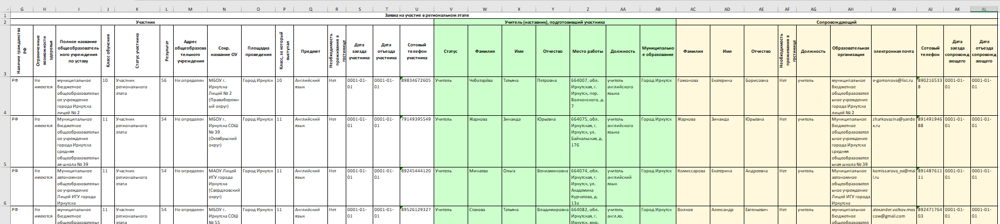 G H I J K L M N O P Q R S T U V W X Y Z AA AB AC AD AE AF AG AH AI AJ AK AL
1 Заявка на участие в региональном этапе
2 Участник Учитель (наставник), подготовивший участника Сопровождающий
3 Наличие гражданства РФ Ограниченные возможности здоровья Полное название общеобразовательного учреждения по уставу Класс обучения Статус участника Результат Адрес общеобразовательного учреждения Сокр. название ОУ Площадка проведения Класс, за который выступал Предмет Необходимость проживания в гостинице Дата заезда участника Дата отъезда участника Сотовый телефон участника Статус Фамилия Имя Отчество Место работы Должность Муниципальное образование Фамилия Имя Отчество Необходимость проживания в гостинице Должность Образовательная организация электронная почта Сотовый телефон Дата заезда сопровождающего Дата отъезда сопровождающего
4 РФ Не имеются муниципальное бюджетное общеобразовательное учреждение города Иркутска лицей № 2 10 Участник регионального этапа 56 Не определен МБОУ г. Иркутска Лицей № 2 (Правобережный округ) Город Иркутск 10 Английский язык Нет 0001-01-01 0001-01-01 89834672605 Учитель Чеботарёва Татьяна Петровна 664007, обл. Иркутская, г. Иркутск, пер. Волконского, д. 7 учитель английского языка Город Иркутск Гомонова Екатерина Борисовна Нет учитель муниципальное бюджетное общеобразовательное учреждение города Иркутска лицей № 2 e-gomonova@list.ru 8902165338 0001-01-01 0001-01-01
5 РФ Не имеются Муниципальное бюджетное общеобразовательное учреждение города Иркутска средняя общеобразовательная школа № 39 11 Участник регионального этапа 54 Не определен МБОУ г. Иркутска СОШ № 39 (Октябрьский округ) Город Иркутск 11 Английский язык Нет 0001-01-01 0001-01-01 79149395549 Учитель Жаркова Зинаида Юрьевна 664075, обл. Иркутская, г. Иркутск, ул. Байкальская, д. 176 учитель английского языка Город Иркутск Жаркова Зинаида Юрьевна Нет учитель Муниципальное бюджетное общеобразовательное учреждение города Иркутска средняя общеобразовательная школа № 39 zharkovazina@yandex.ru 89149194688 0001-01-01 0001-01-01
6 РФ Не имеются Муниципальное автономное общеобразовательное учреждение Лицей ИГУ города Иркутска 11 Участник регионального этапа 54 Не определен МАОУ Лицей ИГУ города Иркутска (Свердловский округ) Город Иркутск 11 Английский язык Нет 0001-01-01 0001-01-01 89245444120 Учитель Минаева Ольга Вениаминовна 664074, обл. Иркутская, г. Иркутск, ул. Академика Курчатова, д. 13а учитель английский язык Город Иркутск Комиссарова Екатерина Андреевна Нет учитель Муниципальное автономное общеобразовательное учреждение Лицей ИГУ города Иркутска komissarova_ea@mail.ru 89148761111 0001-01-01 0001-01-01
РФ Не имеются муниципальное бюджетное общеобразовательн 11 Участник регионального этапа 54 Не определен МБОУ г. Иркутска СОШ № 55 Город Иркутск 11 Английский язык Нет 0001-01-01 0001-01-01 89526129327 Учитель Стахова Татьяна Владимировна 664082, обл. Иркутская, г. Иркутск, мкр. учитель англ.яз. Город Иркутск Волков Александр Евгеньевич Нет учитель муниципальное бюджетное общеобразовател alexander.volkov.moscow@gmail.com 89247176403 0001-01-01 0001-01-01